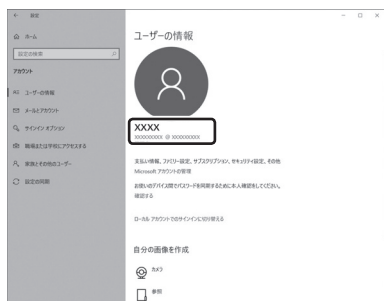 ← 設定
ユーザーの情報
ホーム
設定の検索
アカウント
ユーザーの情報
メールとアカウント
サインイン オプション
職場または学校にアクセスする
家族とその他のユーザー
設定の同期
XXXX
XXXXXXXXX @ XXXXXXXXX
支払い情報、ファミリー設定、サブスクリプション、セキュリティ設定、その他
Microsoft アカウントの管理
お使いのデバイス間でパスワードを同期するために本人確認をしてください。
確認する
ローカル アカウントでのサインインに切り替える
自分の画像を作成
カメラ
参照